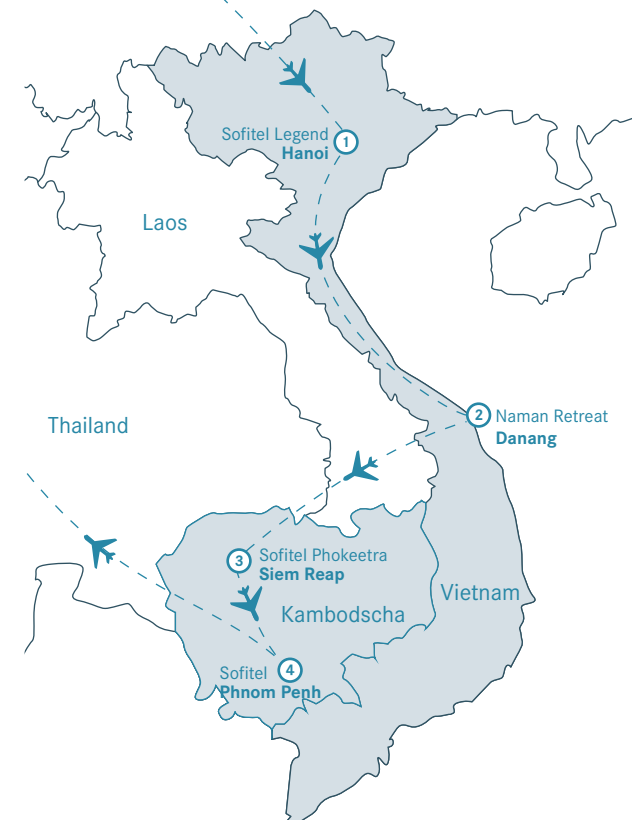 Sofitel Legend
Hanoi
1
Laos
Thailand
2
Naman Retreat
Danang
3
Sofitel Phokeetra
Siem Reap
Vietnam
Kambodscha
Sofitel
4
Phnom Penh